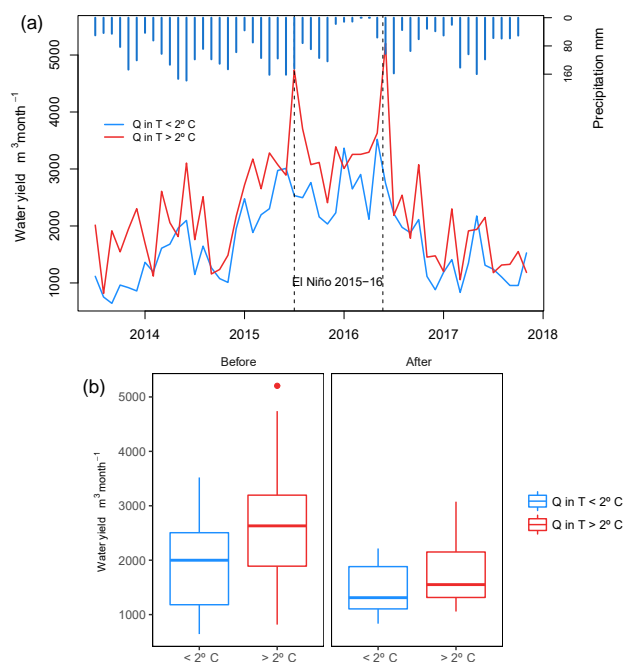 (a)
0
80
160
Precipitation mm
5000
4000
3000
2000
1000
Water yield m³month⁻¹
Q in T < 2º C
Q in T > 2º C
El Niño 2015−16
2014 2015 2016 2017 2018
(b)
Before After
5000
4000
3000
2000
1000
Water yield m³month⁻¹
Q in T < 2º C
Q in T > 2º C
< 2º C > 2º C < 2º C > 2º C